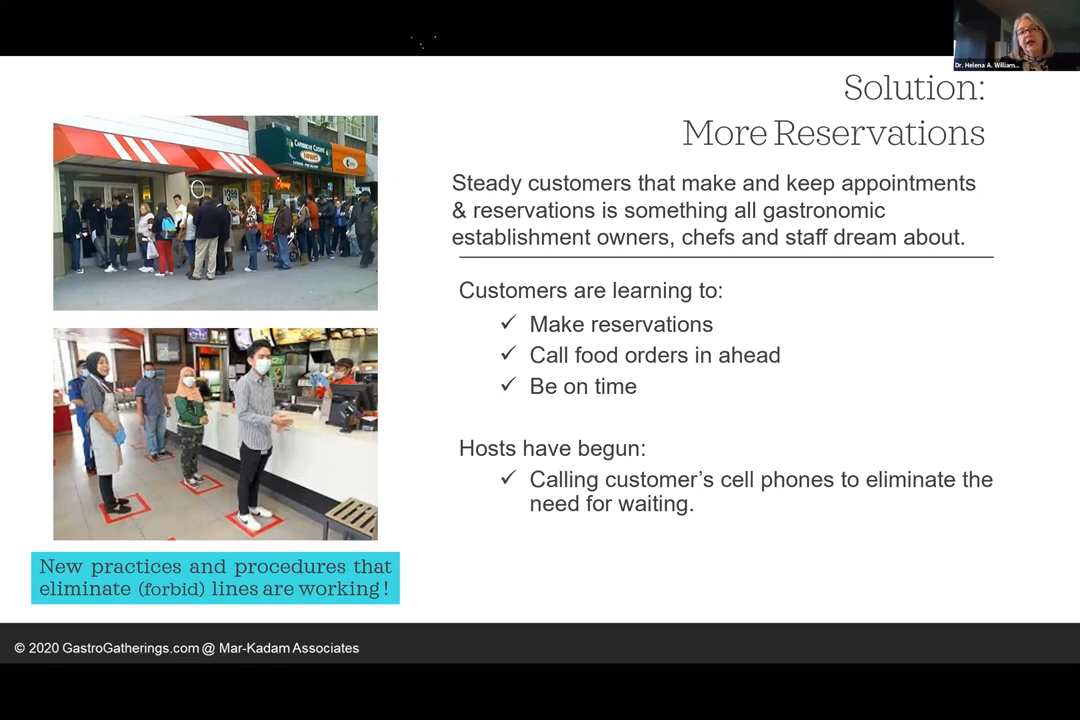 Dr. Helena A. William...
Solution:
More Reservations
Steady customers that make and keep appointments
& reservations is something all gastronomic
establishment owners, chefs and staff dream about.
Customers are learning to:
✓ Make reservations
✓ Call food orders in ahead
✓ Be on time
Hosts have begun:
✓ Calling customer’s cell phones to eliminate the
need for waiting.
CARIBBEAN CUISINE
New practices and procedures that
eliminate (forbid) lines are working!
© 2020 GastroGatherings.com @ Mar-Kadam Associates